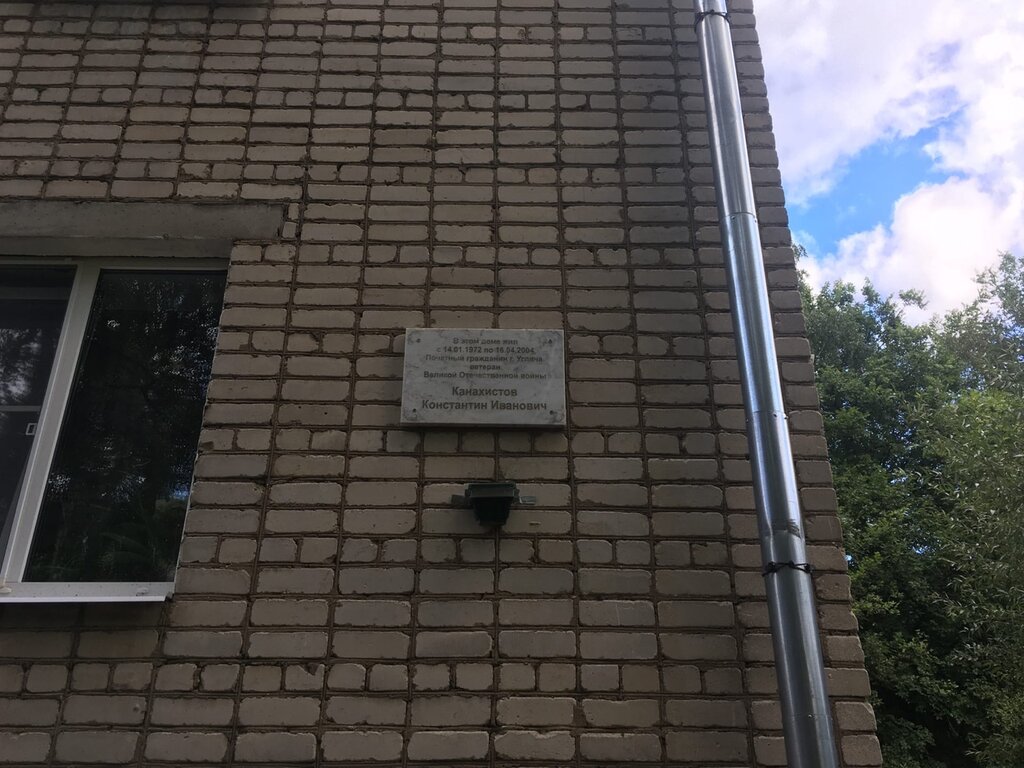 В этом доме жил
с 14.01.1972 по 16.04.2004
Почетный гражданин г. Углича
ветеран
Великой Отечественной войны
Канахистов
Константин Иванович